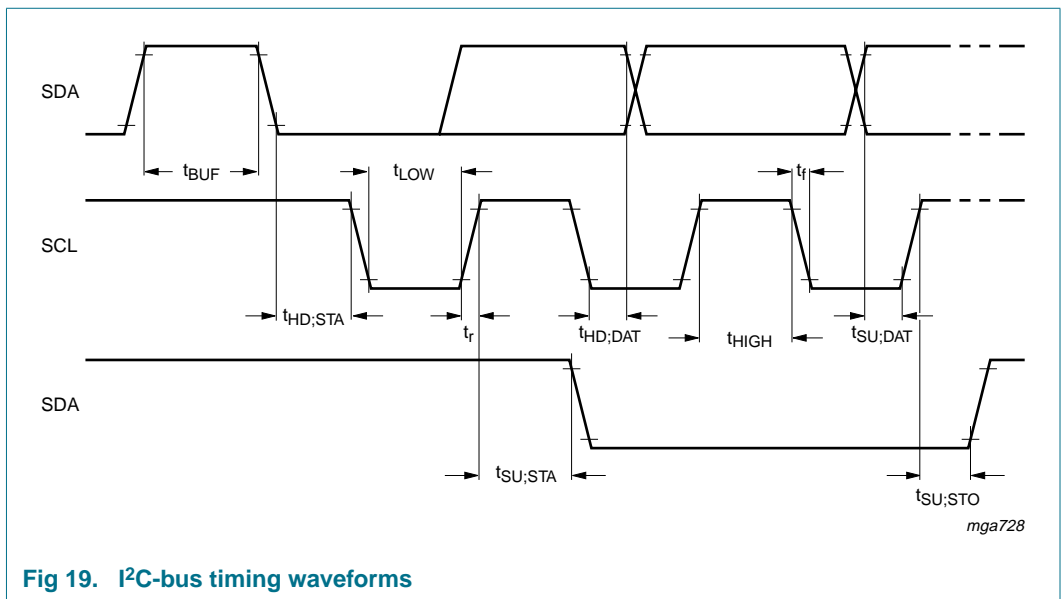 SDA
tBUF
tLOW
tf
SCL
tHD;STA
tr
tHD;DAT
tHIGH
tSU;DAT
SDA
tSU;STA
tSU;STO
mga728
Fig 19. I²C-bus timing waveforms